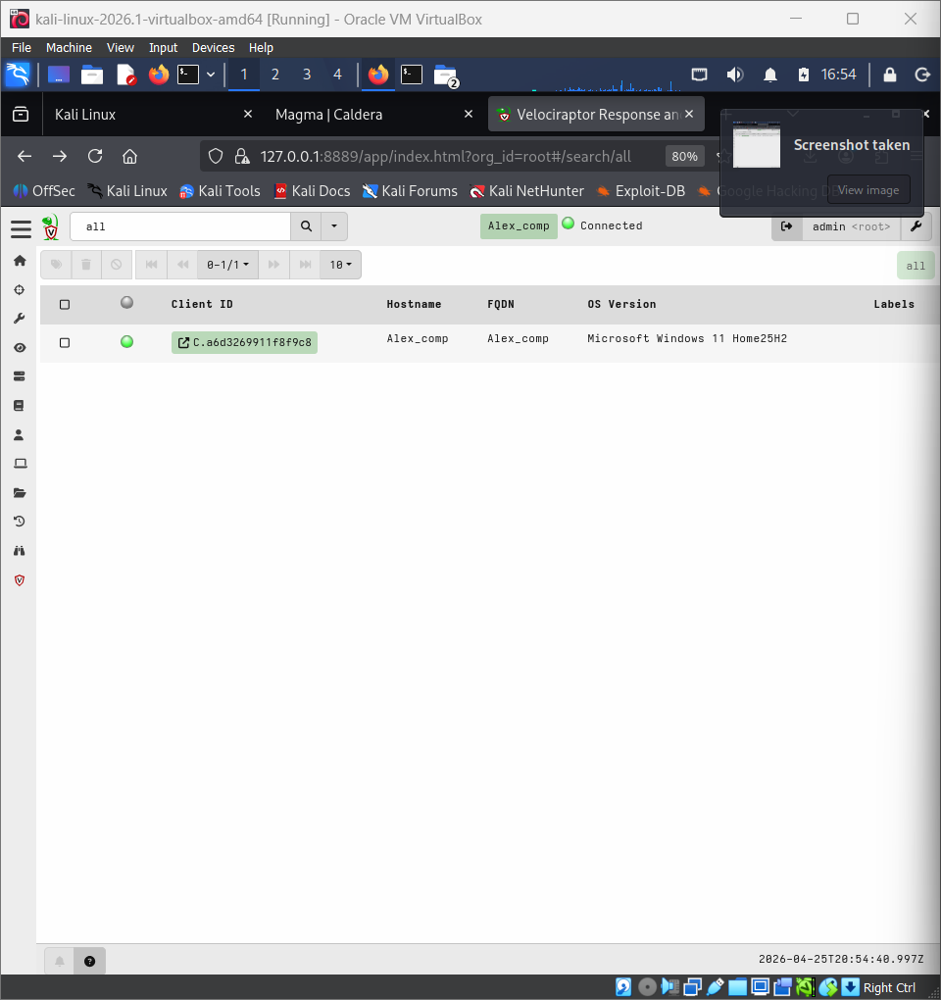 kali-linux-2026.1-virtualbox-amd64 [Running] - Oracle VM VirtualBox
File Machine View Input Devices Help
1 2 3 4 2 16:54
Kali Linux Magma | Caldera Velociraptor Response an
Screenshot taken
View image
127.0.0.1:8889/app/index.html?org_id=root#/search/all 80%
OffSec Kali Linux Kali Tools Kali Docs Kali Forums Kali NetHunter Exploit-DB Google Hacking DB
all Alex_comp Connected admin <root>
0-1/1 10 all
Client ID Hostname FQDN OS Version Labels
C.a6d3269911f8f9c8 Alex_comp Alex_comp Microsoft Windows 11 Home25H2
2026-04-25T20:54:40.997Z
Right Ctrl